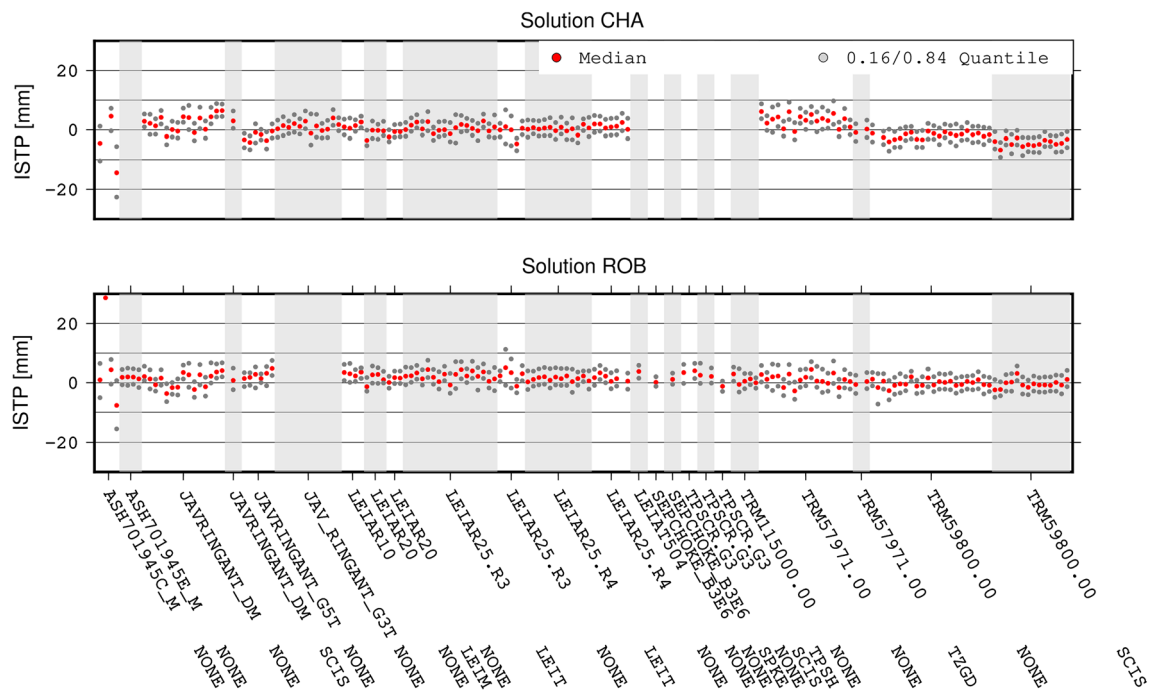 Solution CHA
Median
0.16/0.84 Quantile
ISTP [mm]
20
0
−20
Solution ROB
ISTP [mm]
20
0
−20
ASH701945C_M NONE
ASH701945E_M NONE
JAVRINGANT_DM NONE
JAVRINGANT_DM SCIS
JAVRINGANT_G5T NONE
JAV_RINGANT_G3T NONE
LEIAR10 NONE
LEIAR20 LEIM
LEIAR20 NONE
LEIAR25.R3 LEIT
LEIAR25.R3 NONE
LEIAR25.R4 LEIT
LEIAR25.R4 NONE
LEIAT504 NONE
SEPCHOKE_B3E6 NONE
SEPCHOKE_B3E6 SPKE
TPSCR.G3 NONE
TPSCR.G3 SCIS
TPSCR.G3 TPSH
TRM115000.00 NONE
TRM57971.00 NONE
TRM57971.00 TZGD
TRM59800.00 NONE
TRM59800.00 SCIS